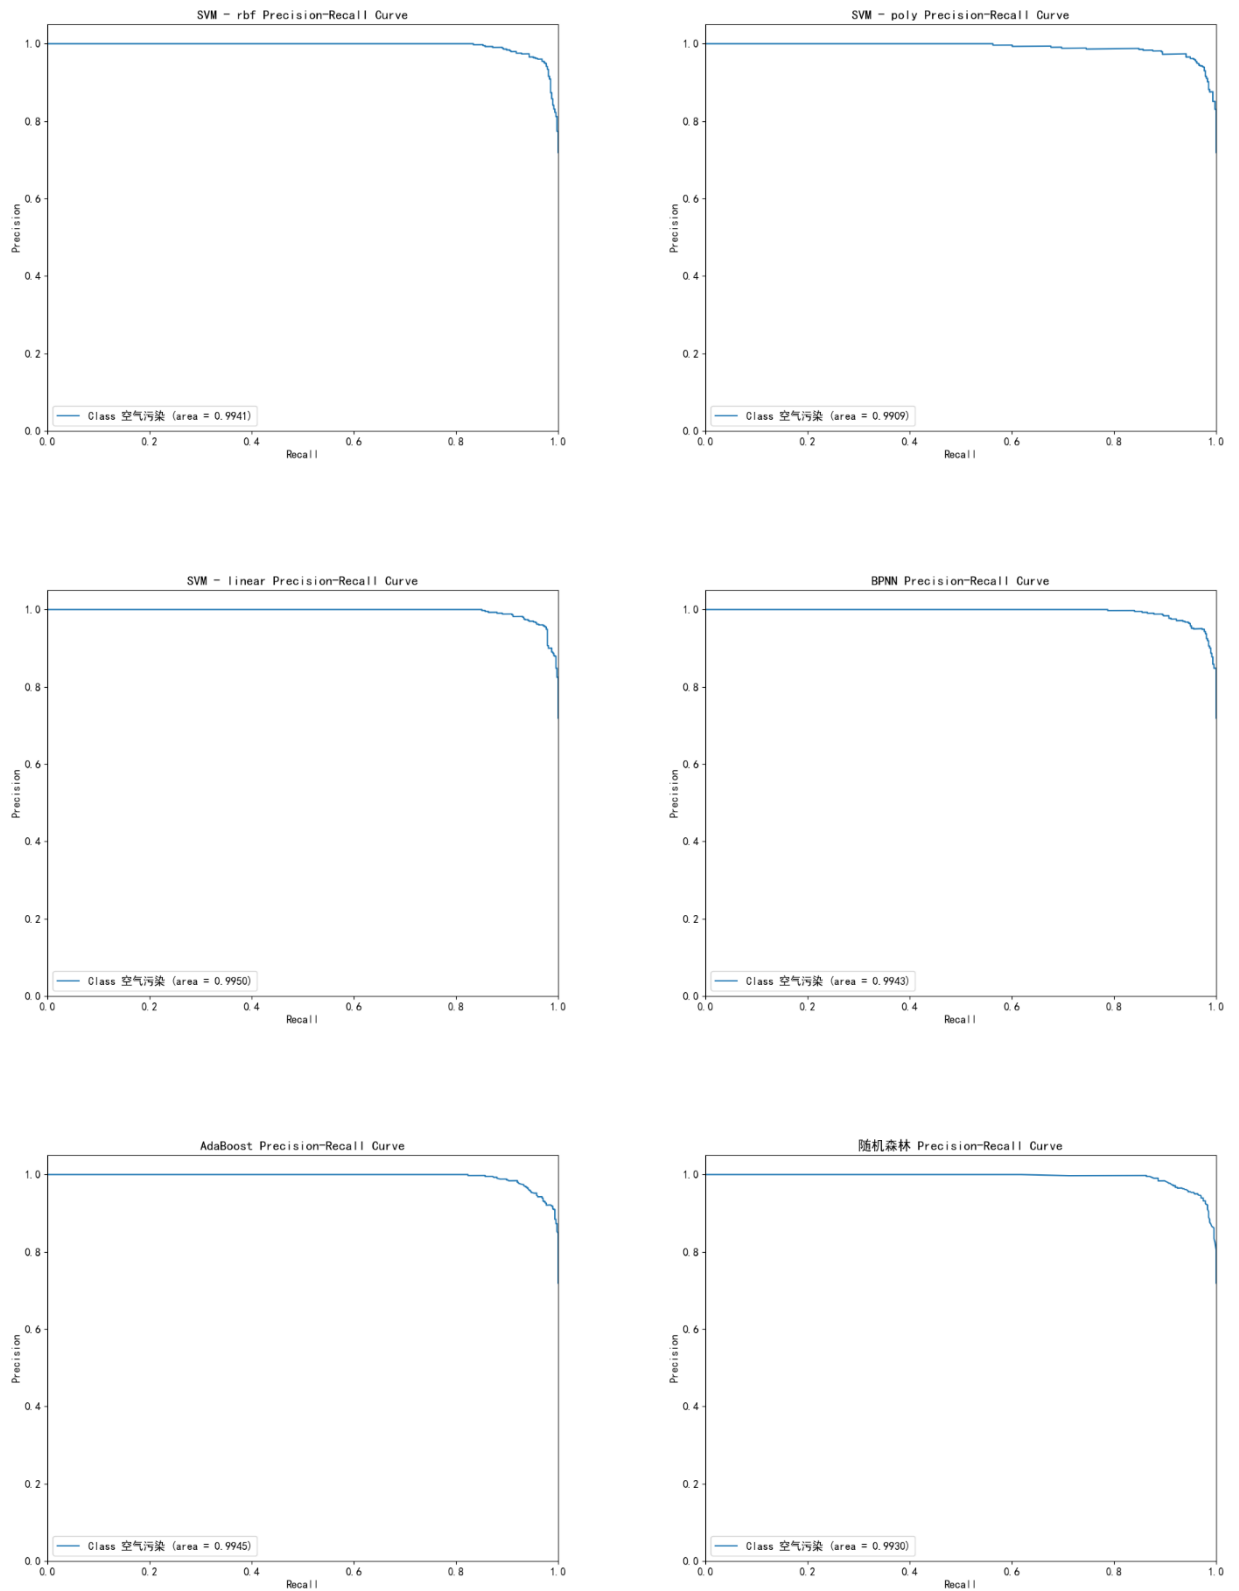 SVM - rbf Precision-Recall Curve
1.0
0.8
0.6
0.4
0.2
0.0
Precision
Class 空气污染 (area = 0.9941)
0.0 0.2 0.4 0.6 0.8 1.0
Recall
SVM - poly Precision-Recall Curve
1.0
0.8
0.6
0.4
0.2
0.0
Precision
Class 空气污染 (area = 0.9909)
0.0 0.2 0.4 0.6 0.8 1.0
Recall
SVM - linear Precision-Recall Curve
1.0
0.8
0.6
0.4
0.2
0.0
Precision
Class 空气污染 (area = 0.9950)
0.0 0.2 0.4 0.6 0.8 1.0
Recall
BPNN Precision-Recall Curve
1.0
0.8
0.6
0.4
0.2
0.0
Precision
Class 空气污染 (area = 0.9943)
0.0 0.2 0.4 0.6 0.8 1.0
Recall
AdaBoost Precision-Recall Curve
1.0
0.8
0.6
0.4
0.2
0.0
Precision
Class 空气污染 (area = 0.9945)
0.0 0.2 0.4 0.6 0.8 1.0
Recall
随机森林 Precision-Recall Curve
1.0
0.8
0.6
0.4
0.2
0.0
Precision
Class 空气污染 (area = 0.9930)
0.0 0.2 0.4 0.6 0.8 1.0
Recall